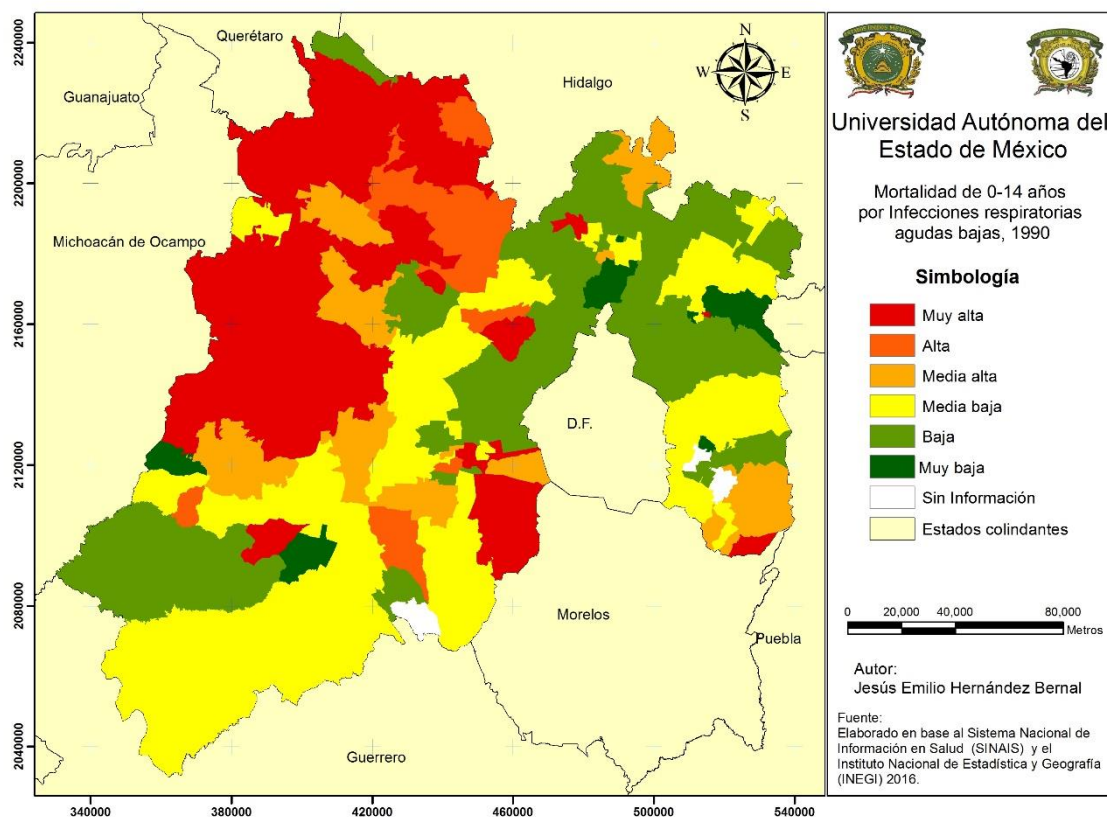 Querétaro
Guanajuato
Hidalgo
Michoacán de Ocampo
D.F.
Morelos
Puebla
Guerrero
N
W
E
S
2240000
2200000
2160000
2120000
2080000
2040000
340000
380000
420000
460000
500000
540000
Universidad Autónoma del
Estado de México
Mortalidad de 0-14 años
por Infecciones respiratorias
agudas bajas, 1990
Simbología
Muy alta
Alta
Media alta
Media baja
Baja
Muy baja
Sin Información
Estados colindantes
0 20,000 40,000 80,000
Metros
Autor:
Jesús Emilio Hernández Bernal
Fuente:
Elaborado en base al Sistema Nacional de
Información en Salud (SINAIS) y el
Instituto Nacional de Estadística y Geografía
(INEGI) 2016.